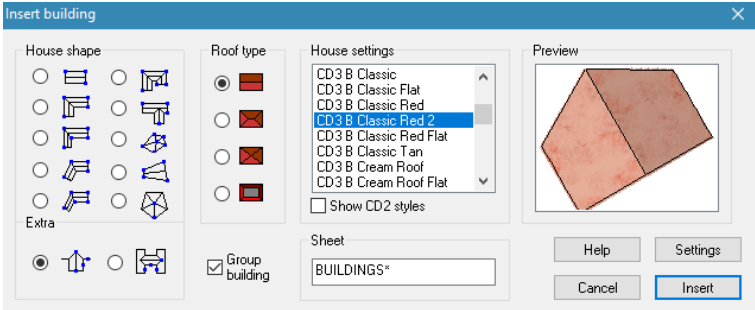 Insert building
House shape
Extra
Roof type
Group
building
House settings
CD3 B Classic
CD3 B Classic Flat
CD3 B Classic Red
CD3 B Classic Red 2
CD3 B Classic Red Flat
CD3 B Classic Tan
CD3 B Cream Roof
CD3 B Cream Roof Flat
Show CD2 styles
Sheet
BUILDINGS*
Preview
Help
Settings
Cancel
Insert